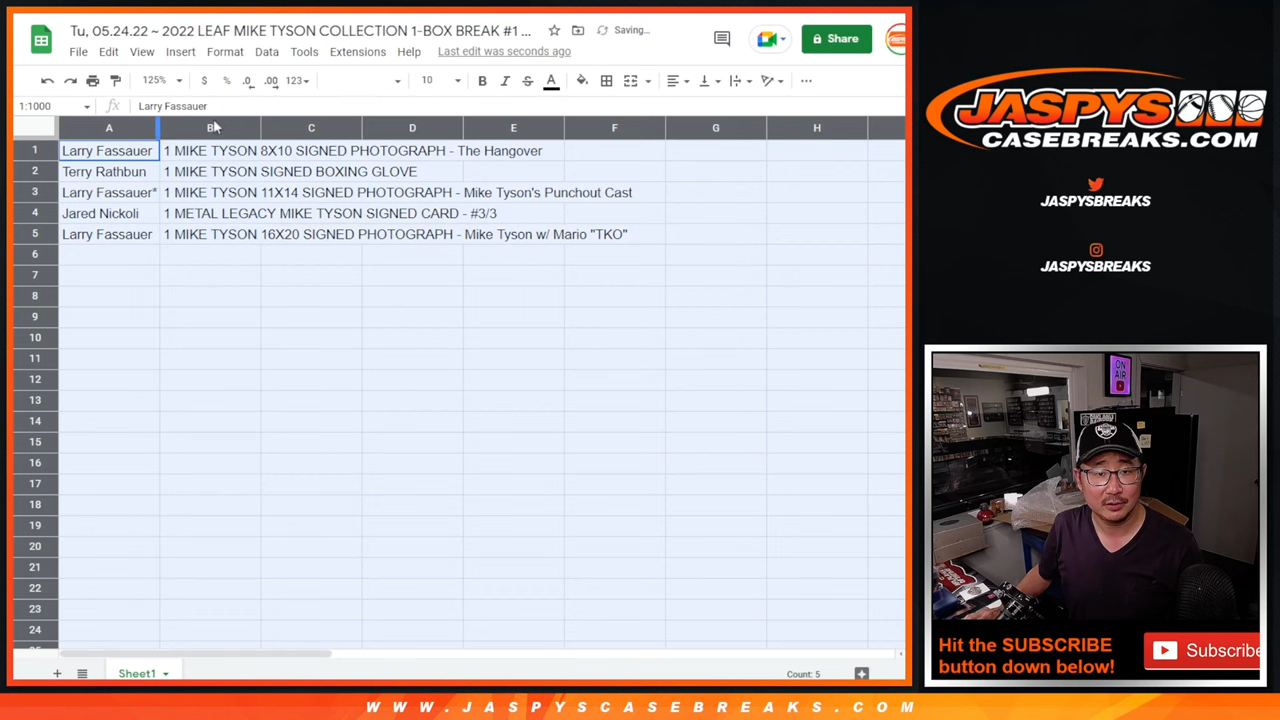 Tu, 05.24.22 ~ 2022 LEAF MIKE TYSON COLLECTION 1-BOX BREAK #1 ...
Saving...
Share
File Edit View Insert Format Data Tools Extensions Help Last edit was seconds ago
125% $ % .0 .00 123 10 B I S A
1:1000 fx Larry Fassauer
A B C D E F G H
1 Larry Fassauer 1 MIKE TYSON 8X10 SIGNED PHOTOGRAPH - The Hangover
2 Terry Rathbun 1 MIKE TYSON SIGNED BOXING GLOVE
3 Larry Fassauer* 1 MIKE TYSON 11X14 SIGNED PHOTOGRAPH - Mike Tyson's Punchout Cast
4 Jared Nickoli 1 METAL LEGACY MIKE TYSON SIGNED CARD - #3/3
5 Larry Fassauer 1 MIKE TYSON 16X20 SIGNED PHOTOGRAPH - Mike Tyson w/ Mario "TKO"
6
7
8
9
10
11
12
13
14
15
16
17
18
19
20
21
22
23
24
Sheet1
Count: 5
JASPYS
CASEBREAKS.COM
JASPYSBREAKS
JASPYSBREAKS
ON
AIR
Hit the SUBSCRIBE
button down below!
Subscribe
WWW.JASPYSCASEBREAKS.COM